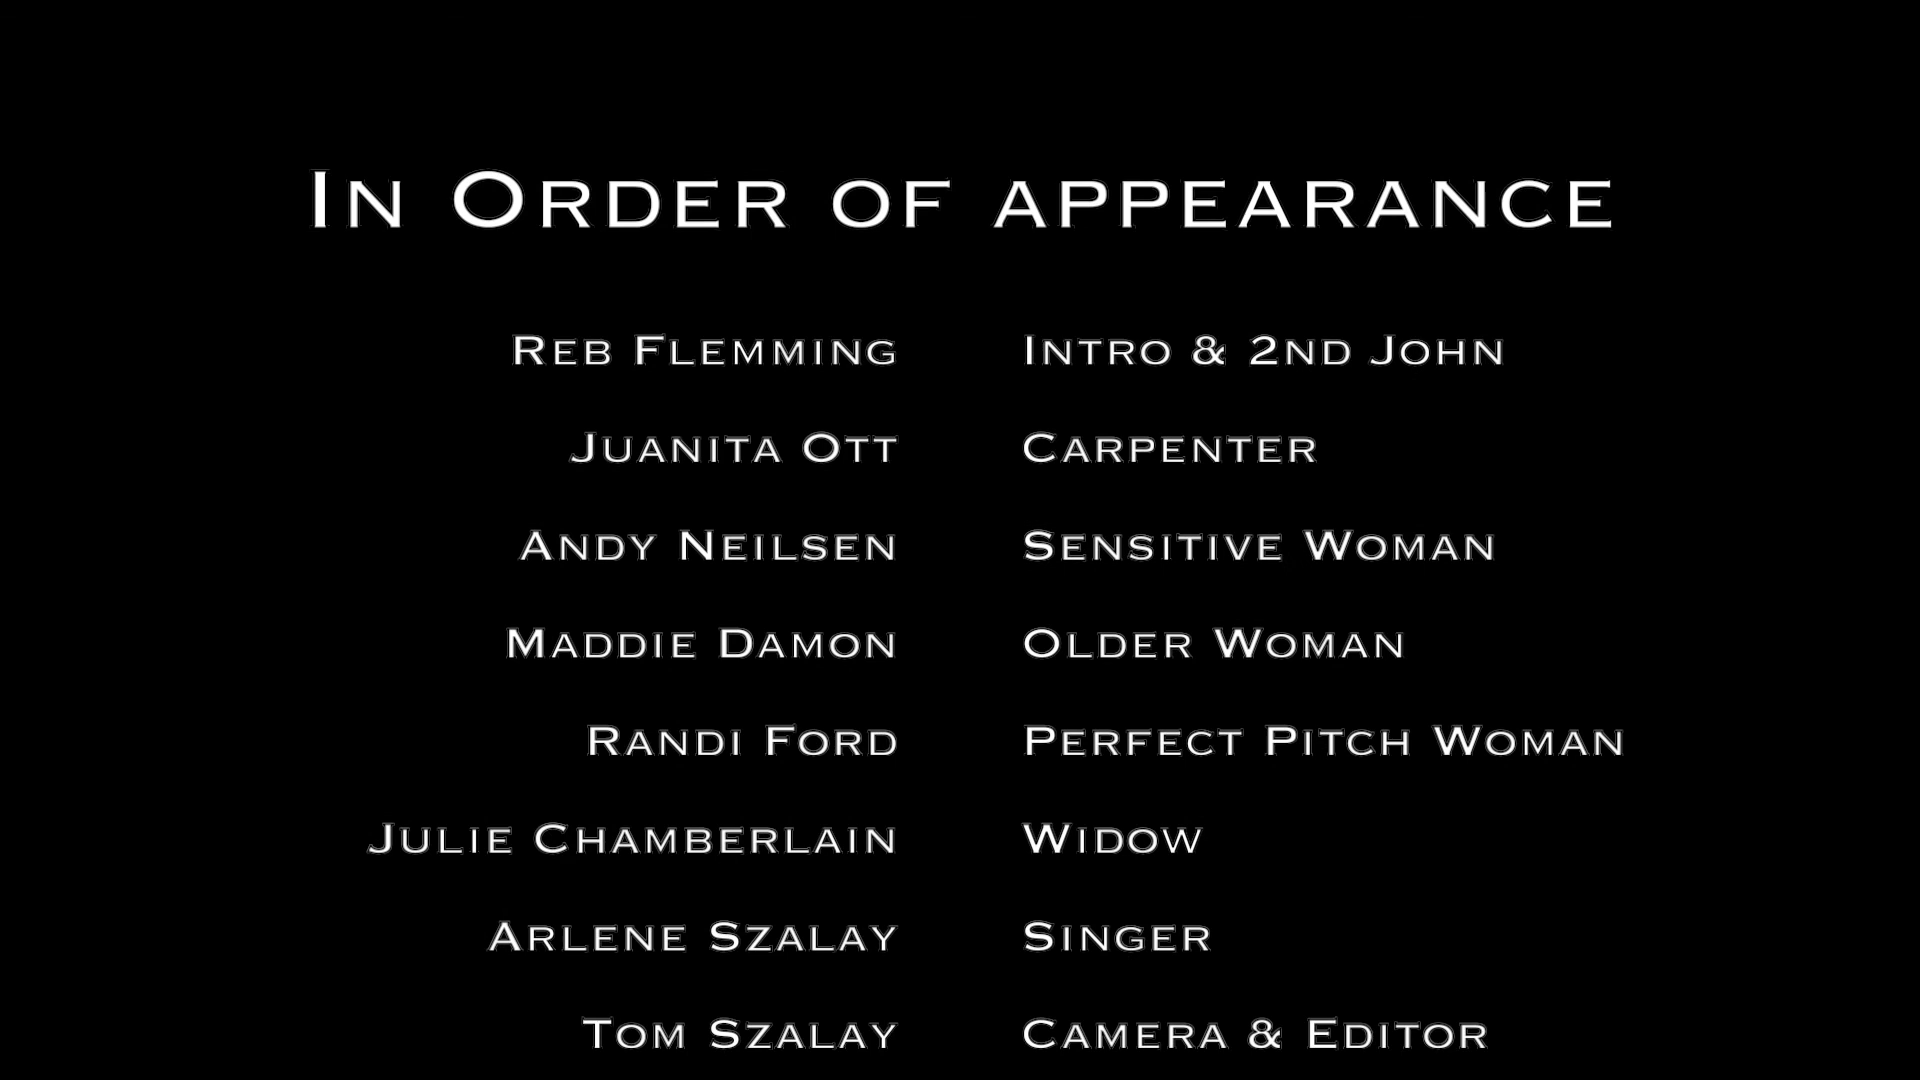 In Order of appearance
Reb Flemming Intro & 2nd John
Juanita Ott Carpenter
Andy Neilsen Sensitive Woman
Maddie Damon Older Woman
Randi Ford Perfect Pitch Woman
Julie Chamberlain Widow
Arlene Szalay Singer
Tom Szalay Camera & Editor